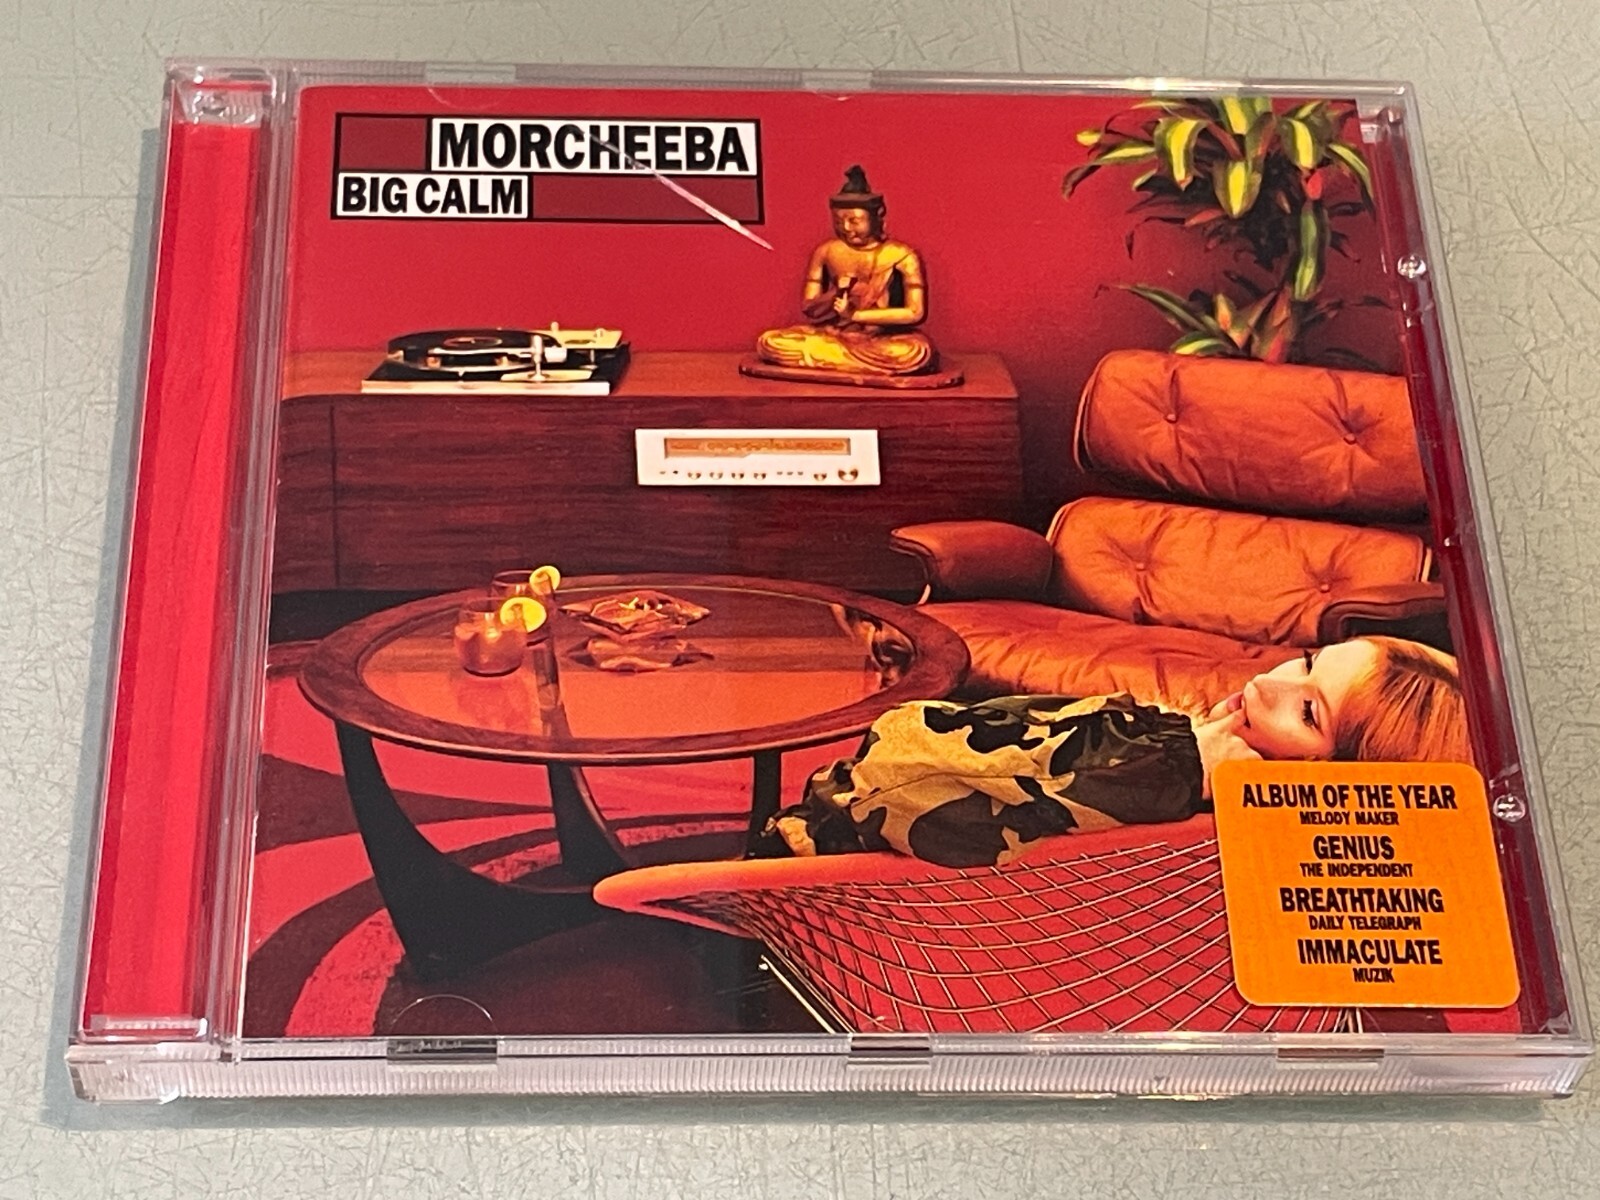 MORCHEEBA
BIG CALM
ALBUM OF THE YEAR
MELODY MAKER
GENIUS
THE INDEPENDENT
BREATHTAKING
DAILY TELEGRAPH
IMMACULATE
MUZIK